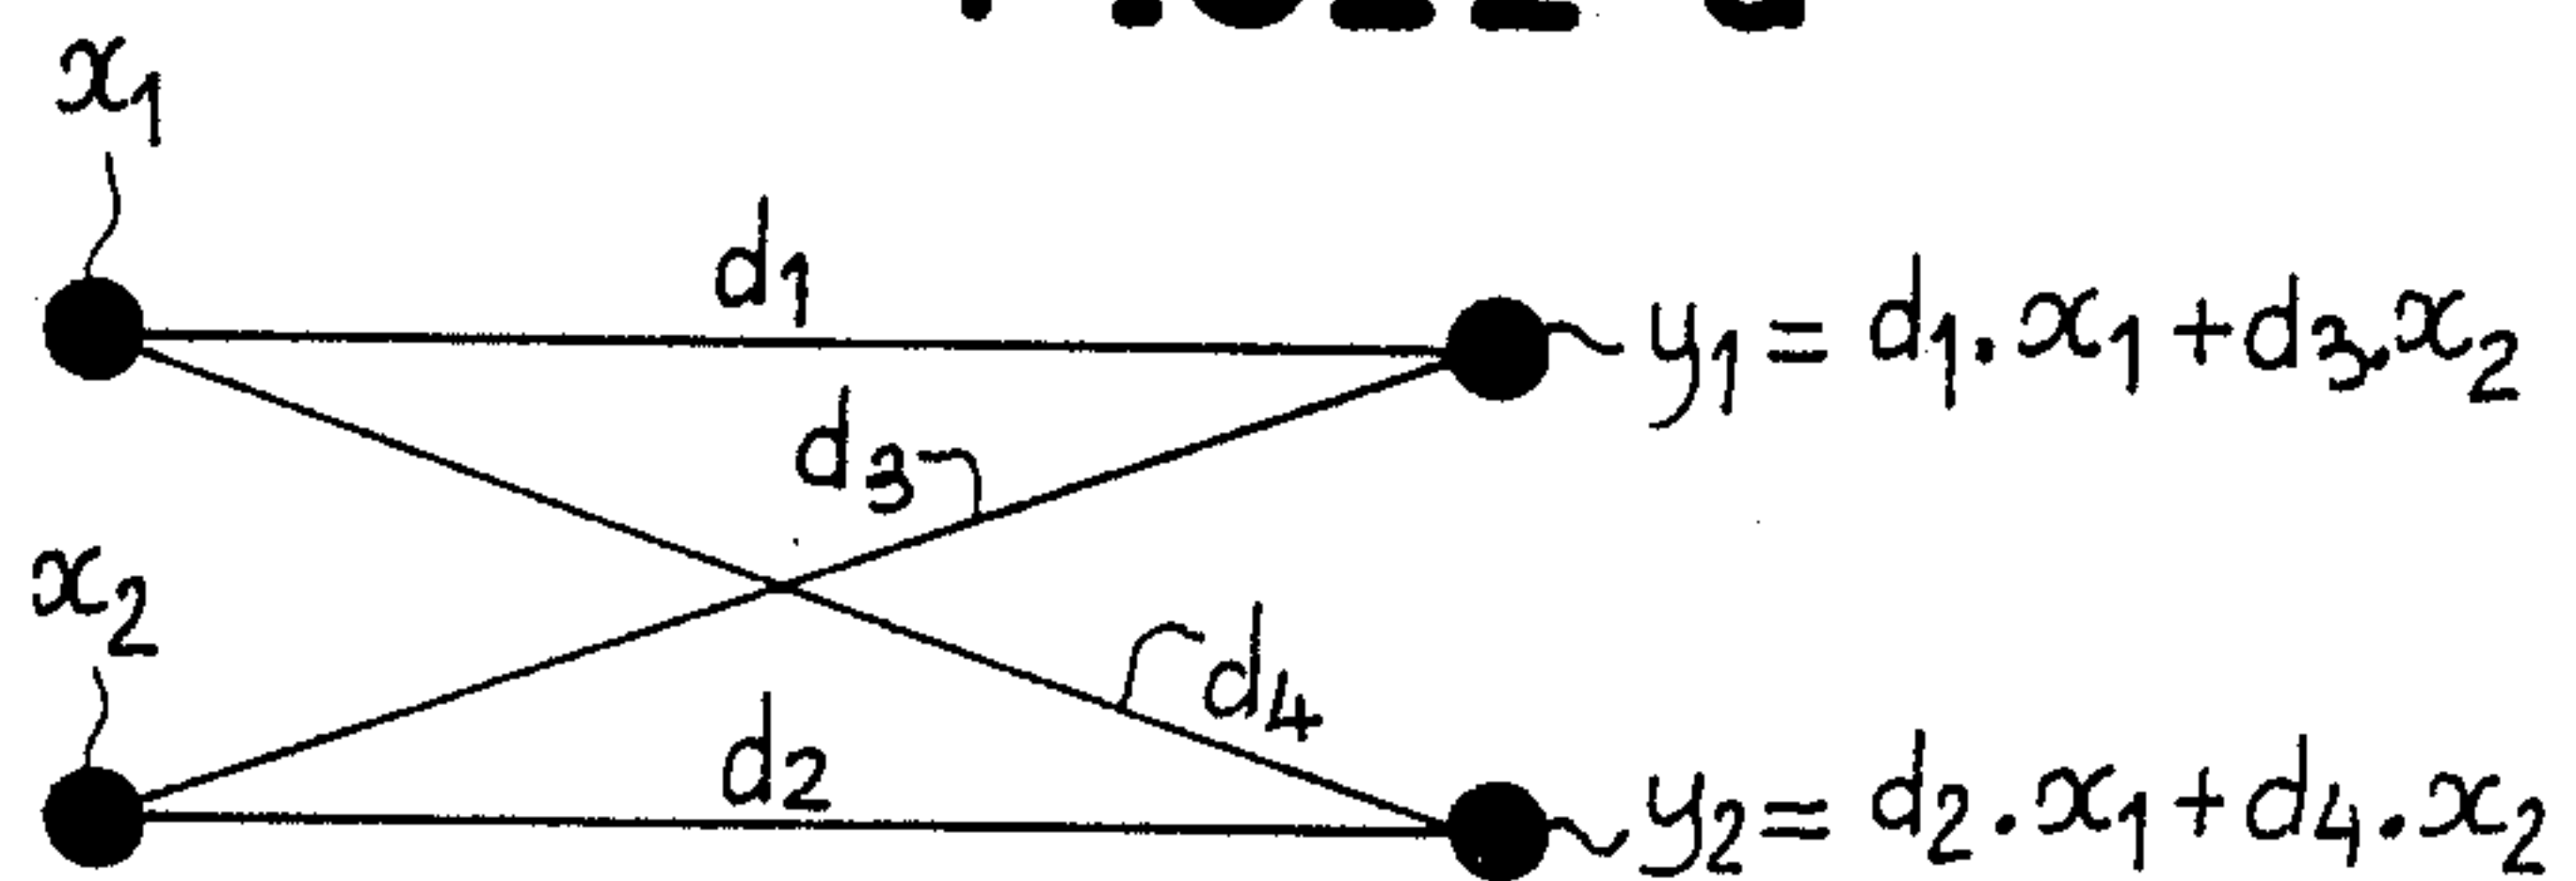 x1
d1
y1 = d1.x1 + d3.x2
d3
x2
d4
d2
y2 = d2.x1 + d4.x2